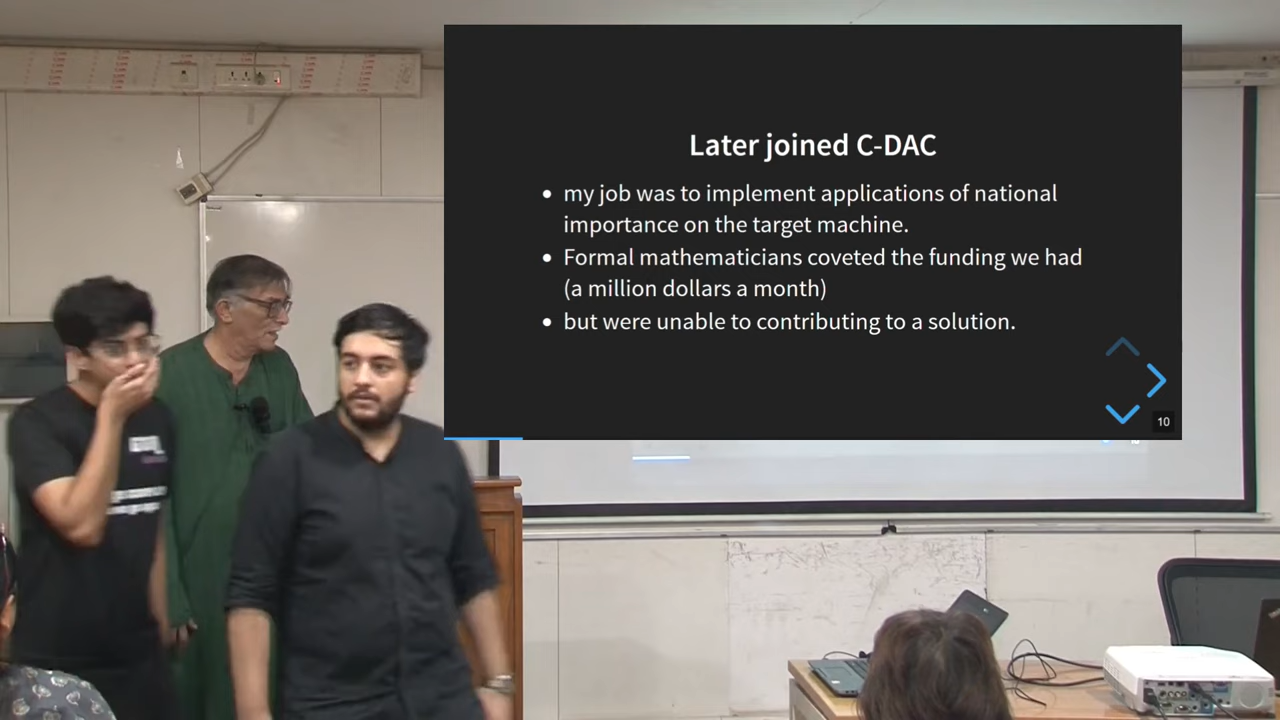 Later joined C-DAC
• my job was to implement applications of national
importance on the target machine.
• Formal mathematicians coveted the funding we had
(a million dollars a month)
• but were unable to contributing to a solution.
10